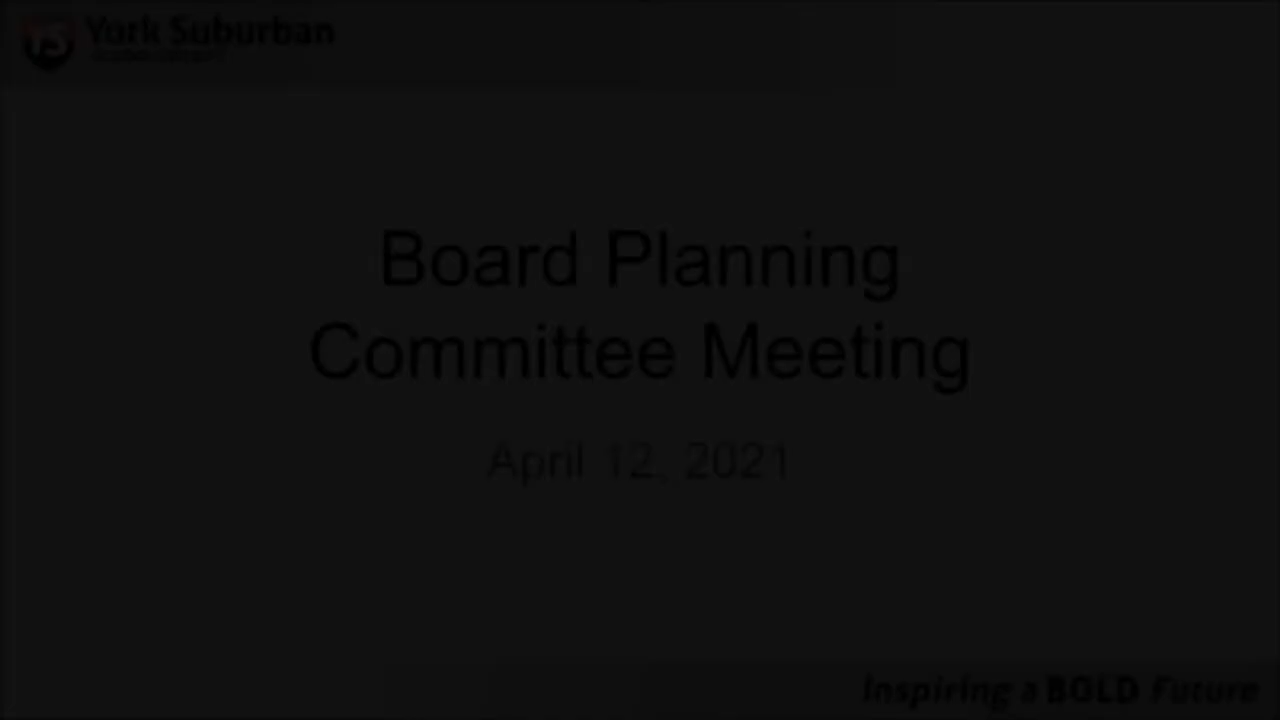 York Suburban
Board Planning
Committee Meeting
April 12, 2021
Inspiring a BOLD Future